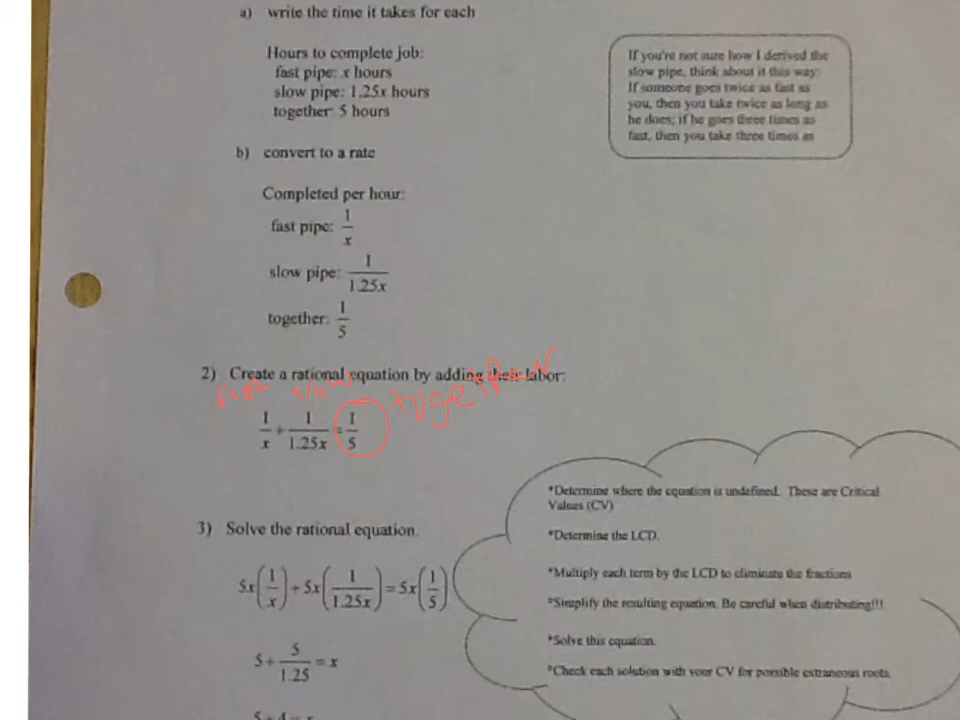 a) write the time it takes for each
Hours to complete job:
fast pipe: x hours
slow pipe: 1.25x hours
together: 5 hours
If you're not sure how I derived the
slow pipe, think about it this way:
If someone goes twice as fast as
you, then you take twice as long as
he does; if he goes three times as
fast, then you take three times as
b) convert to a rate
Completed per hour:
fast pipe: 1/x
slow pipe: 1/1.25x
together: 1/5
2) Create a rational equation by adding their labor:
fast slow together
1/x + 1/1.25x = 1/5
*Determine where the equation is undefined. These are Critical
Values (CV)
*Determine the LCD.
*Multiply each term by the LCD to eliminate the fractions
*Simplify the resulting equation. Be careful when distributing!!!
*Solve this equation.
*Check each solution with your CV for possible extraneous roots.
3) Solve the rational equation.
5x(1/x) + 5x(1/1.25x) = 5x(1/5)
5 + 5/1.25 = x
5 + 4 = x